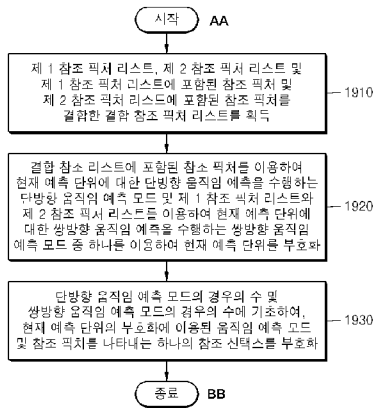 시작 AA
제 1 참조 픽처 리스트, 제 2 참조 픽처 리스트 및
제 1 참조 픽처 리스트에 포함된 참조 픽처 및
제 2 참조 픽처 리스트에 포함된 참조 픽처를
결합한 결합 참조 픽처 리스트를 획득
1910
결합 참조 리스트에 포함된 참조 픽처를 이용하여
현재 예측 단위에 대한 단방향 움직임 예측을 수행하는
단방향 움직임 예측 모드 및 제 1 참조 픽처 리스트와
제 2 참조 픽처 리스트를 이용하여 현재 예측 단위에
대한 쌍방향 움직임 예측을 수행하는 쌍방향 움직임
예측 모드 중 하나를 이용하여 현재 예측 단위를 부호화
1920
단방향 움직임 예측 모드의 경우의 수 및
쌍방향 움직임 예측 모드의 경우의 수에 기초하여,
현재 예측 단위의 부호화에 이용된 움직임 예측 모드
및 참조 픽처를 나타내는 하나의 참조 신택스를 부호화
1930
종료 BB